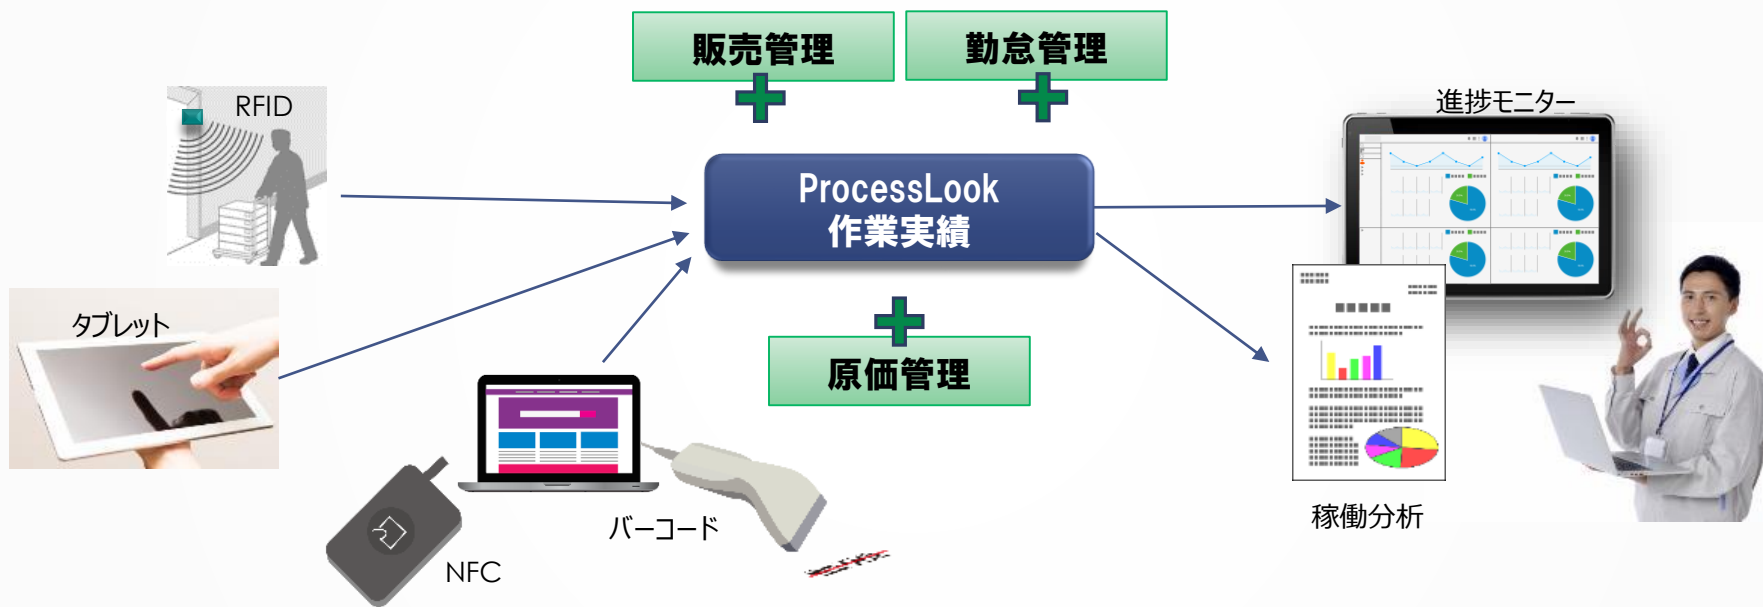 販売管理
勤怠管理
RFID
進捗モニター
ProcessLook
作業実績
タブレット
原価管理
バーコード
稼働分析
NFC